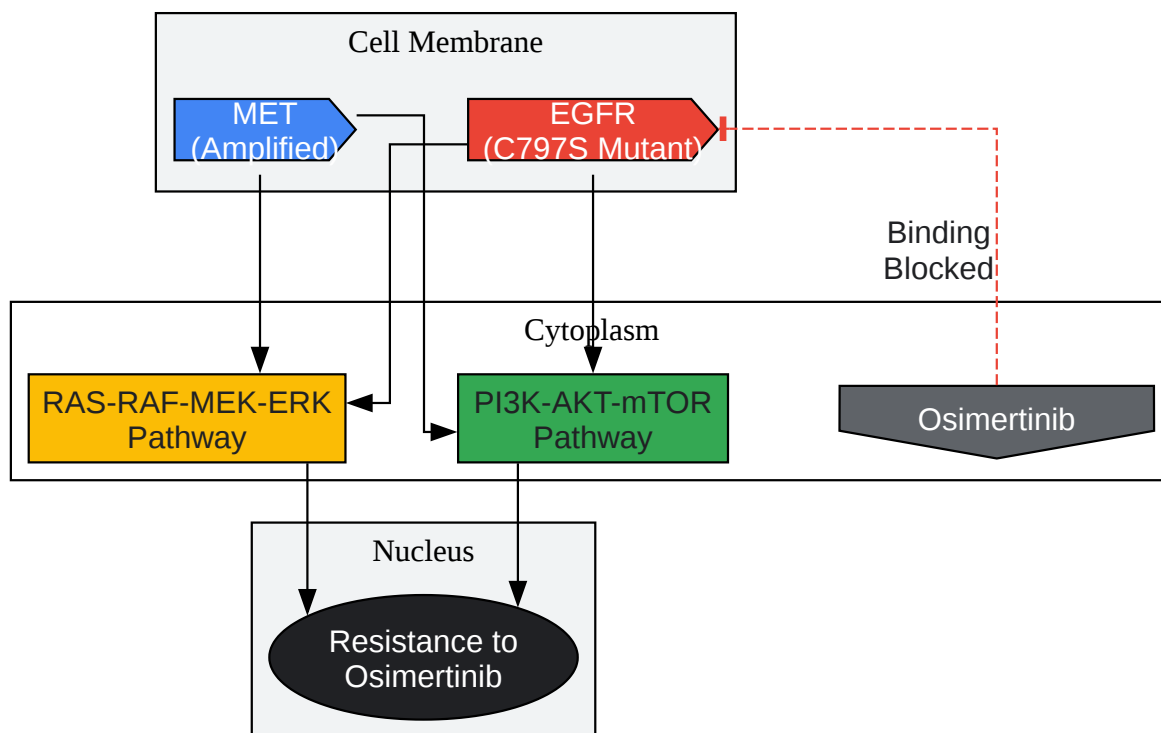 Cell Membrane
MET
(Amplified)
EGFR
(C797S Mutant)
Binding
Blocked
Cytoplasm
RAS-RAF-MEK-ERK
Pathway
PI3K-AKT-mTOR
Pathway
Osimertinib
Nucleus
Resistance to
Osimertinib